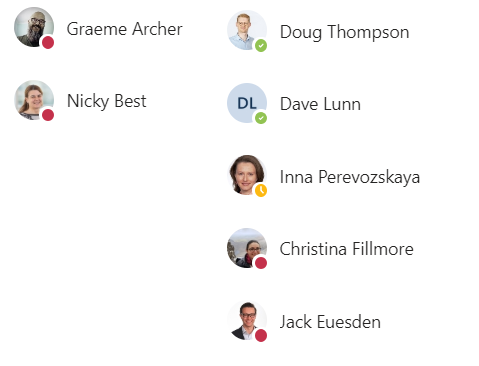 Graeme Archer
Nicky Best
Doug Thompson
DL
Dave Lunn
Inna Perevozskaya
Christina Fillmore
Jack Euesden